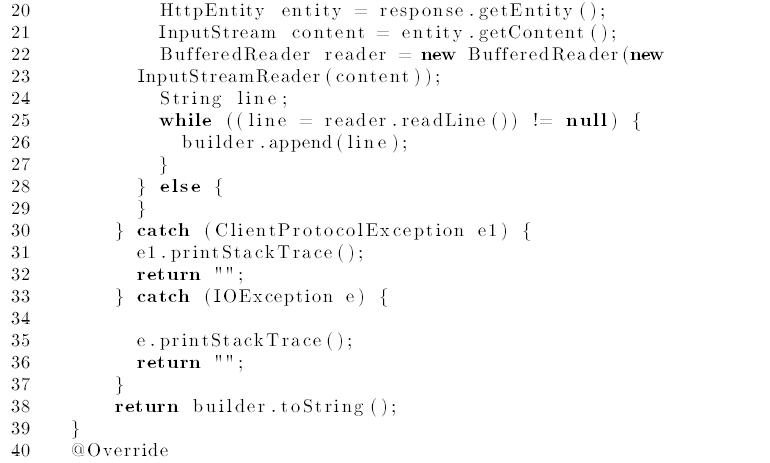 20 HttpEntity entity = response.getEntity();
21 InputStream content = entity.getContent();
22 BufferedReader reader = new BufferedReader(new
23 InputStreamReader(content));
24 String line;
25 while ((line = reader.readLine()) != null) {
26 builder.append(line);
27 }
28 } else {
29 }
30 } catch (ClientProtocolException e1) {
31 e1.printStackTrace();
32 return "";
33 } catch (IOException e) {
34
35 e.printStackTrace();
36 return "";
37 }
38 return builder.toString();
39 }
40 @Override